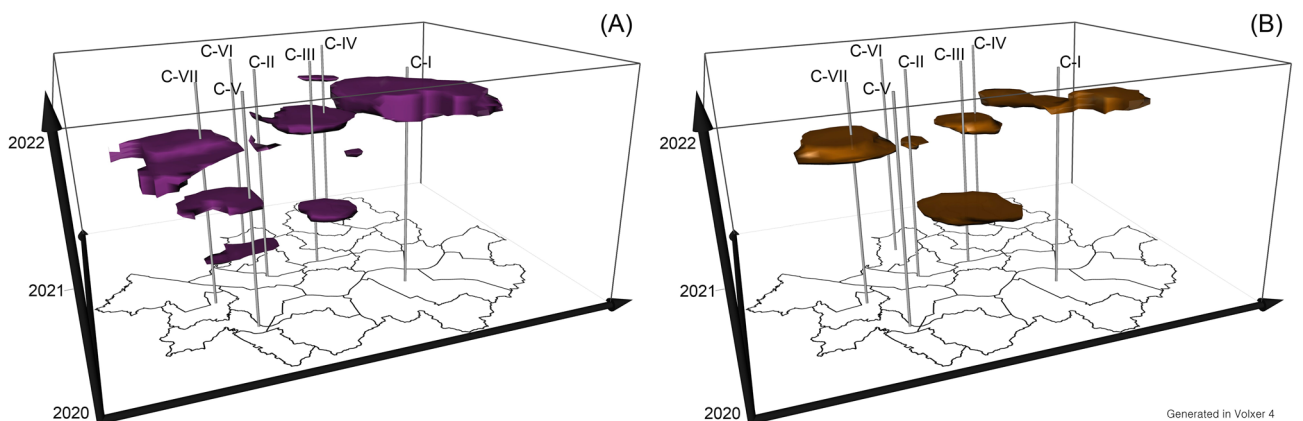 (A)
C-IV
C-VI
C-III
C-II
C-I
C-VII
C-V
2022
2021
2020
(B)
C-IV
C-VI
C-III
C-II
C-I
C-VII
C-V
2022
2021
2020
Generated in Volxer 4